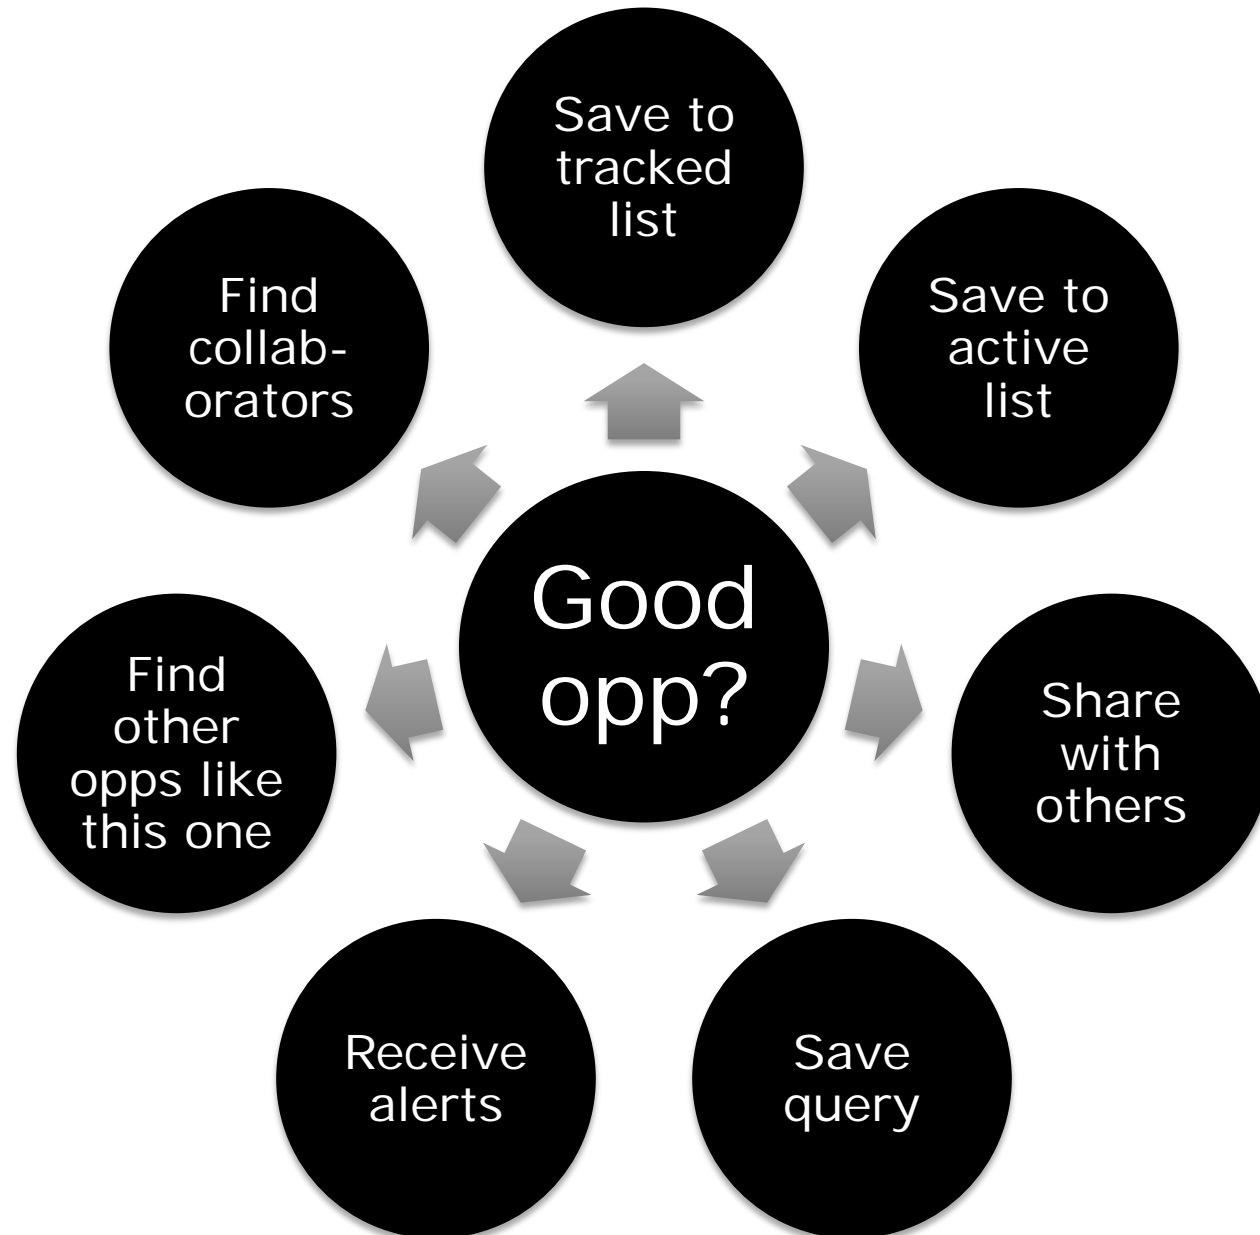 Save to
tracked
list
Save to
active
list
Share
with
others
Save
query
Receive
alerts
Find
other
opps like
this one
Find
collab-
orators
Good
opp?